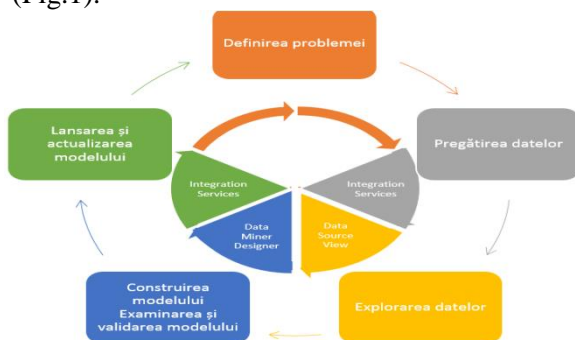 (Fig.1).
Definirea problemei
Lansarea și
actualizarea
modelului
Pregătirea datelor
Integration
Services
Integration
Services
Data
Miner
Designer
Data
Source
View
Construirea
modelului
Examinarea și
validarea modelului
Explorarea datelor